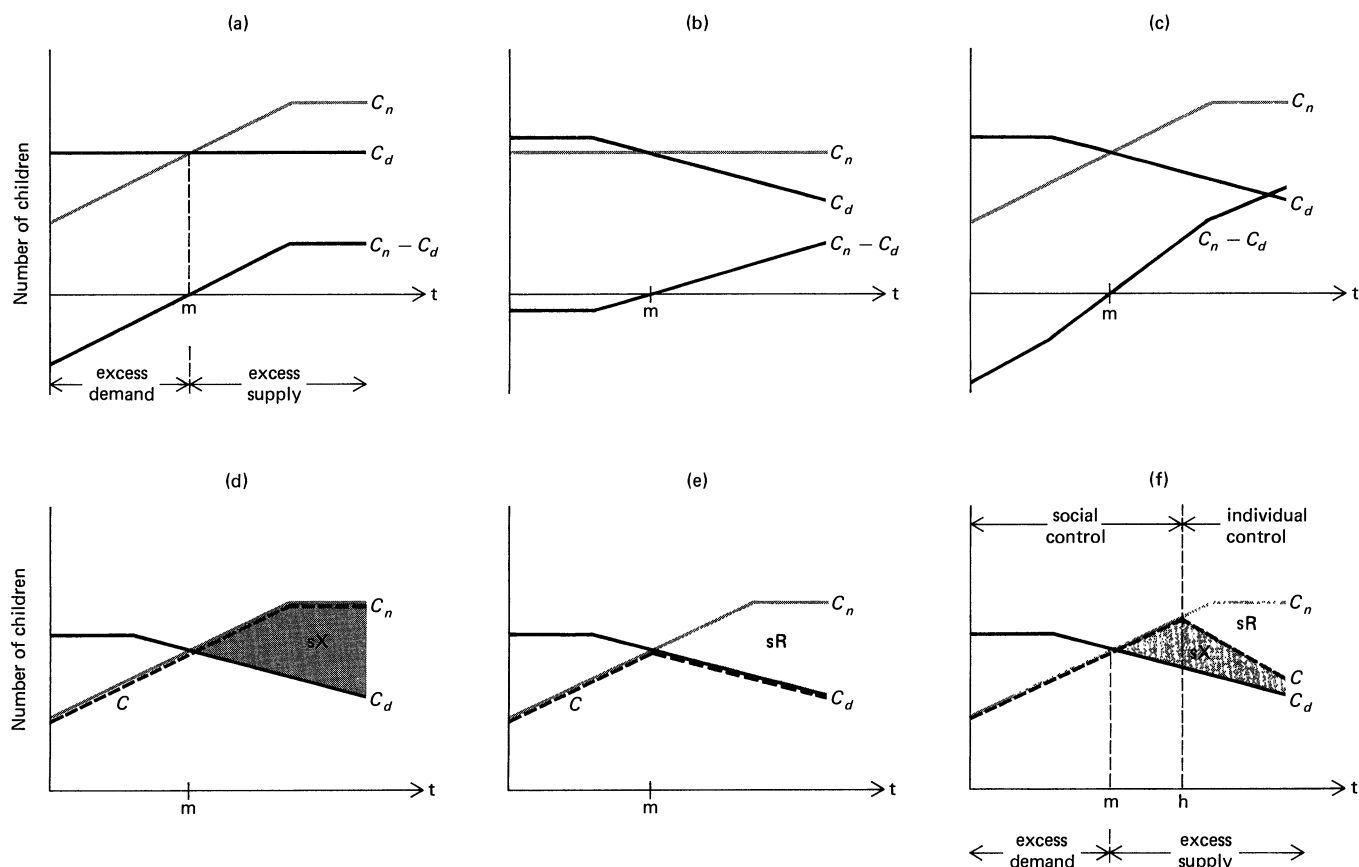 (a)
(b)
(c)
Number of children
C_n
C_d
C_n − C_d
t
m
excess demand
excess supply
C_n
C_d
C_n − C_d
t
m
C_n
C_d
C_n − C_d
t
m
(d)
(e)
(f)
Number of children
C_n
sX
C
C_d
t
m
C_n
sR
C
C_d
t
m
social control
individual control
C_n
sR
sX
C
C_d
t
m
h
excess demand
excess supply